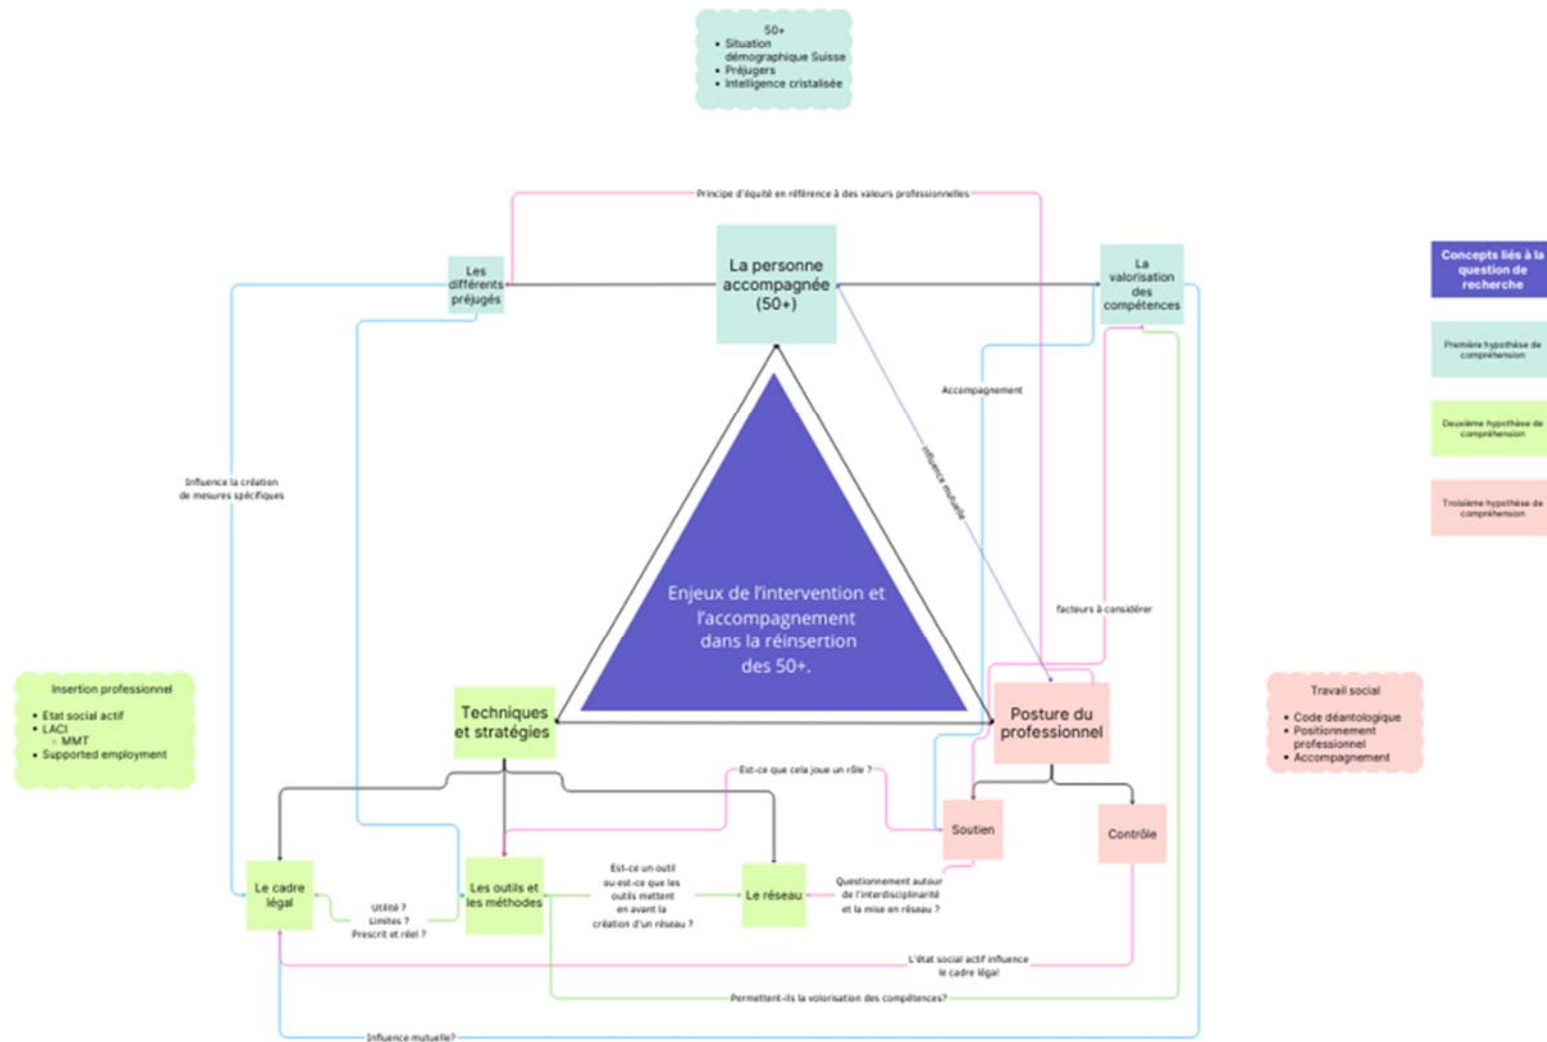 50+
• Situation
démographique Suisse
• Préjugers
• Intelligence cristalisée
Principe d'équité en référence à des valeurs professionnelles
Les
différents
préjugés
La personne
accompagnée
(50+)
La
valorisation
des
compétences
Concepts liés à la
question de
recherche
Première hypothèse de
compréhension
Accompagnement
Deuxième hypothèse de
compréhension
Influence mutuelle
Influence la création
de mesures spécifiques
Troisième hypothèse de
compréhension
Enjeux de l'intervention et
l'accompagnement
dans la réinsertion
des 50+.
facteurs à considérer
Insertion professionnel
• Etat social actif
• LACI
◦ MMT
• Supported employment
Techniques
et stratégies
Posture du
professionnel
Travail social
• Code déantologique
• Positionnement
professionnel
• Accompagnement
Est-ce que cela joue un rôle ?
Soutien
Contrôle
Le cadre
légal
Utilité ?
Limites ?
Prescrit et réel ?
Les outils et
les méthodes
Est-ce un outil
ou est-ce que les
outils mettent
en avant la
création d'un réseau ?
Le réseau
Questionnement autour
de l'interdisciplinarité
et la mise en réseau ?
L'état social actif influence
le cadre légal
Permettent-ils la volorisation des compétences?
Influence mutuelle?